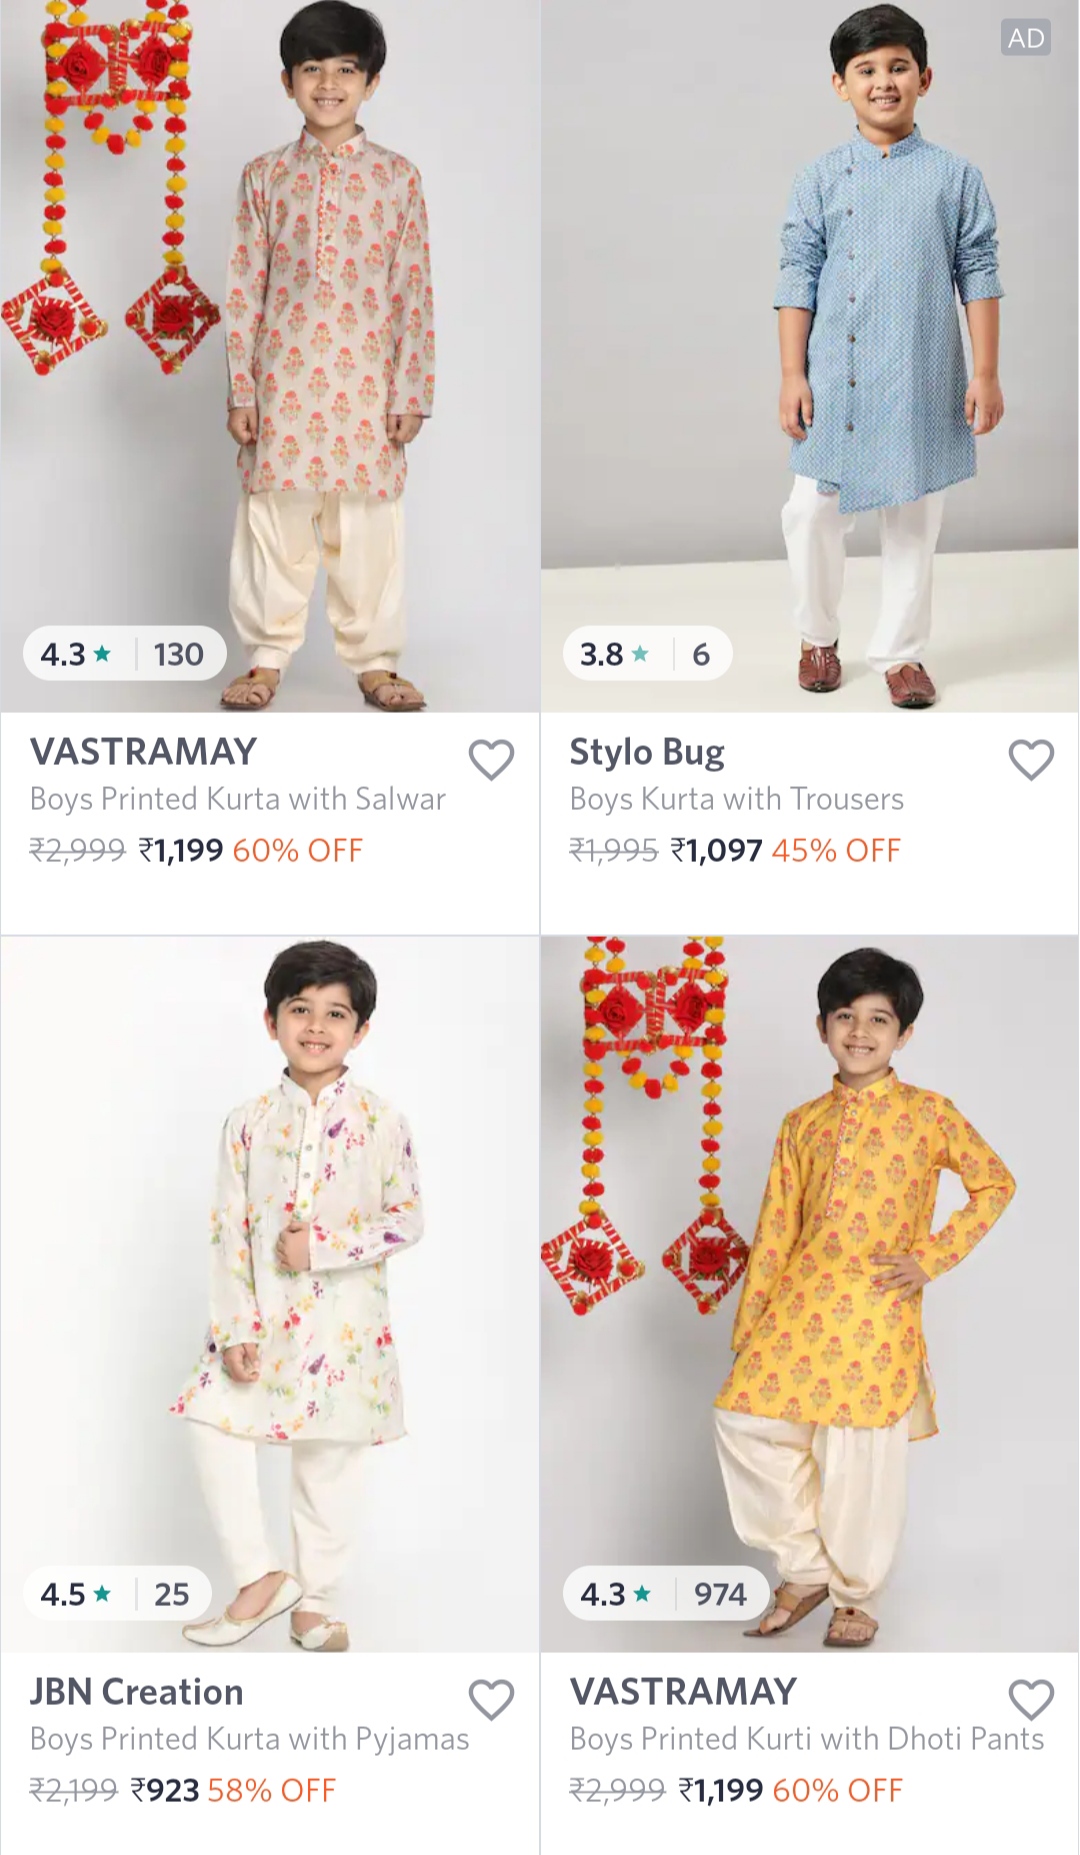 AD
4.3 ★ | 130
3.8 ★ | 6
VASTRAMAY
Boys Printed Kurta with Salwar
₹2,999 ₹1,199 60% OFF
Stylo Bug
Boys Kurta with Trousers
₹1,995 ₹1,097 45% OFF
4.5 ★ | 25
4.3 ★ | 974
JBN Creation
Boys Printed Kurta with Pyjamas
₹2,199 ₹923 58% OFF
VASTRAMAY
Boys Printed Kurti with Dhoti Pants
₹2,999 ₹1,199 60% OFF